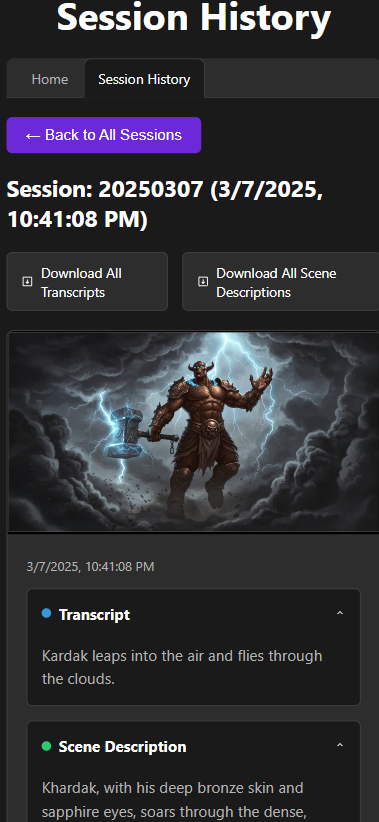 Session History
Home
Session History
← Back to All Sessions
Session: 20250307 (3/7/2025,
10:41:08 PM)
Download All
Transcripts
Download All Scene
Descriptions
3/7/2025, 10:41:08 PM
Transcript
Kardak leaps into the air and flies through
the clouds.
Scene Description
Khardak, with his deep bronze skin and
sapphire eyes, soars through the dense,